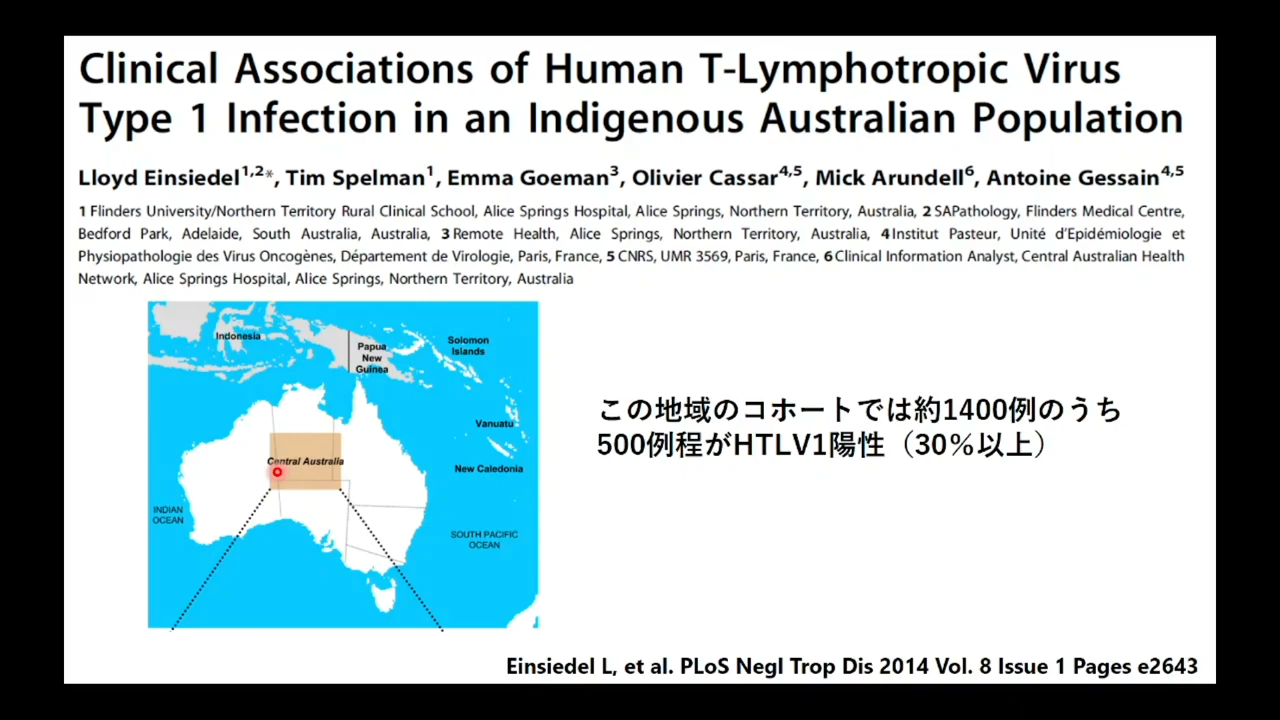 Clinical Associations of Human T-Lymphotropic Virus
Type 1 Infection in an Indigenous Australian Population
Lloyd Einsiedel1,2*, Tim Spelman1, Emma Goeman3, Olivier Cassar4,5, Mick Arundell6, Antoine Gessain4,5
1 Flinders University/Northern Territory Rural Clinical School, Alice Springs Hospital, Alice Springs, Northern Territory, Australia, 2 SAPathology, Flinders Medical Centre,
Bedford Park, Adelaide, South Australia, Australia, 3 Remote Health, Alice Springs, Northern Territory, Australia, 4 Institut Pasteur, Unité d'Epidémiologie et
Physiopathologie des Virus Oncogènes, Département de Virologie, Paris, France, 5 CNRS, UMR 3569, Paris, France, 6 Clinical Information Analyst, Central Australian Health
Network, Alice Springs Hospital, Alice Springs, Northern Territory, Australia
Indonesia
Papua
New
Guinea
Solomon
Islands
Vanuatu
New Caledonia
Central Australia
INDIAN
OCEAN
SOUTH PACIFIC
OCEAN
この地域のコホートでは約1400例のうち
500例程がHTLV1陽性（30%以上）
Einsiedel L, et al. PLoS Negl Trop Dis 2014 Vol. 8 Issue 1 Pages e2643